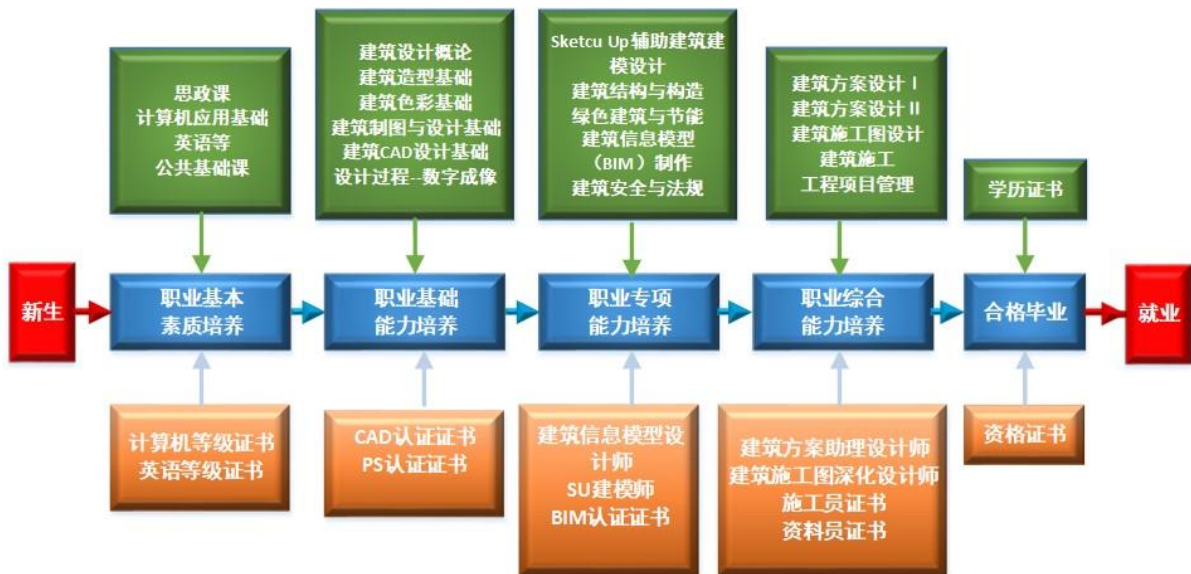 思政课
计算机应用基础
英语等
公共基础课
建筑设计概论
建筑造型基础
建筑色彩基础
建筑制图与设计基础
建筑CAD设计基础
设计过程--数字成像
Sketcu Up辅助建筑建
模设计
建筑结构与构造
绿色建筑与节能
建筑信息模型
（BIM）制作
建筑安全与法规
建筑方案设计Ⅰ
建筑方案设计Ⅱ
建筑施工图设计
建筑施工
工程项目管理
学历证书
新生
职业基本
素质培养
职业基础
能力培养
职业专项
能力培养
职业综合
能力培养
合格毕业
就业
计算机等级证书
英语等级证书
CAD认证证书
PS认证证书
建筑信息模型设
计师
SU建模师
BIM认证证书
建筑方案助理设计师
建筑施工图深化设计师
施工员证书
资料员证书
资格证书